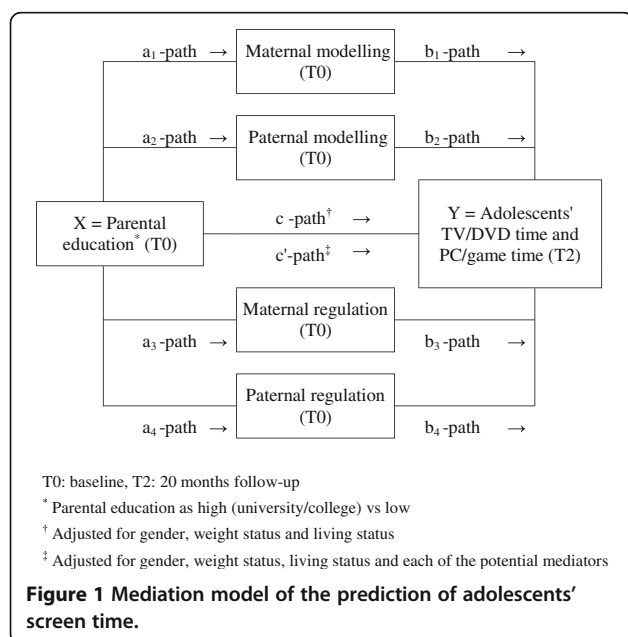 a₁-path → Maternal modelling (T0) b₁-path →
a₂-path → Paternal modelling (T0) b₂-path →
X = Parental education* (T0)
c -path† →
c'-path‡ →
Y = Adolescents' TV/DVD time and PC/game time (T2)
Maternal regulation (T0)
a₃-path → b₃-path →
Paternal regulation (T0)
a₄-path → b₄-path →
T0: baseline, T2: 20 months follow-up
* Parental education as high (university/college) vs low
† Adjusted for gender, weight status and living status
‡ Adjusted for gender, weight status, living status and each of the potential mediators
Figure 1 Mediation model of the prediction of adolescents'
screen time.